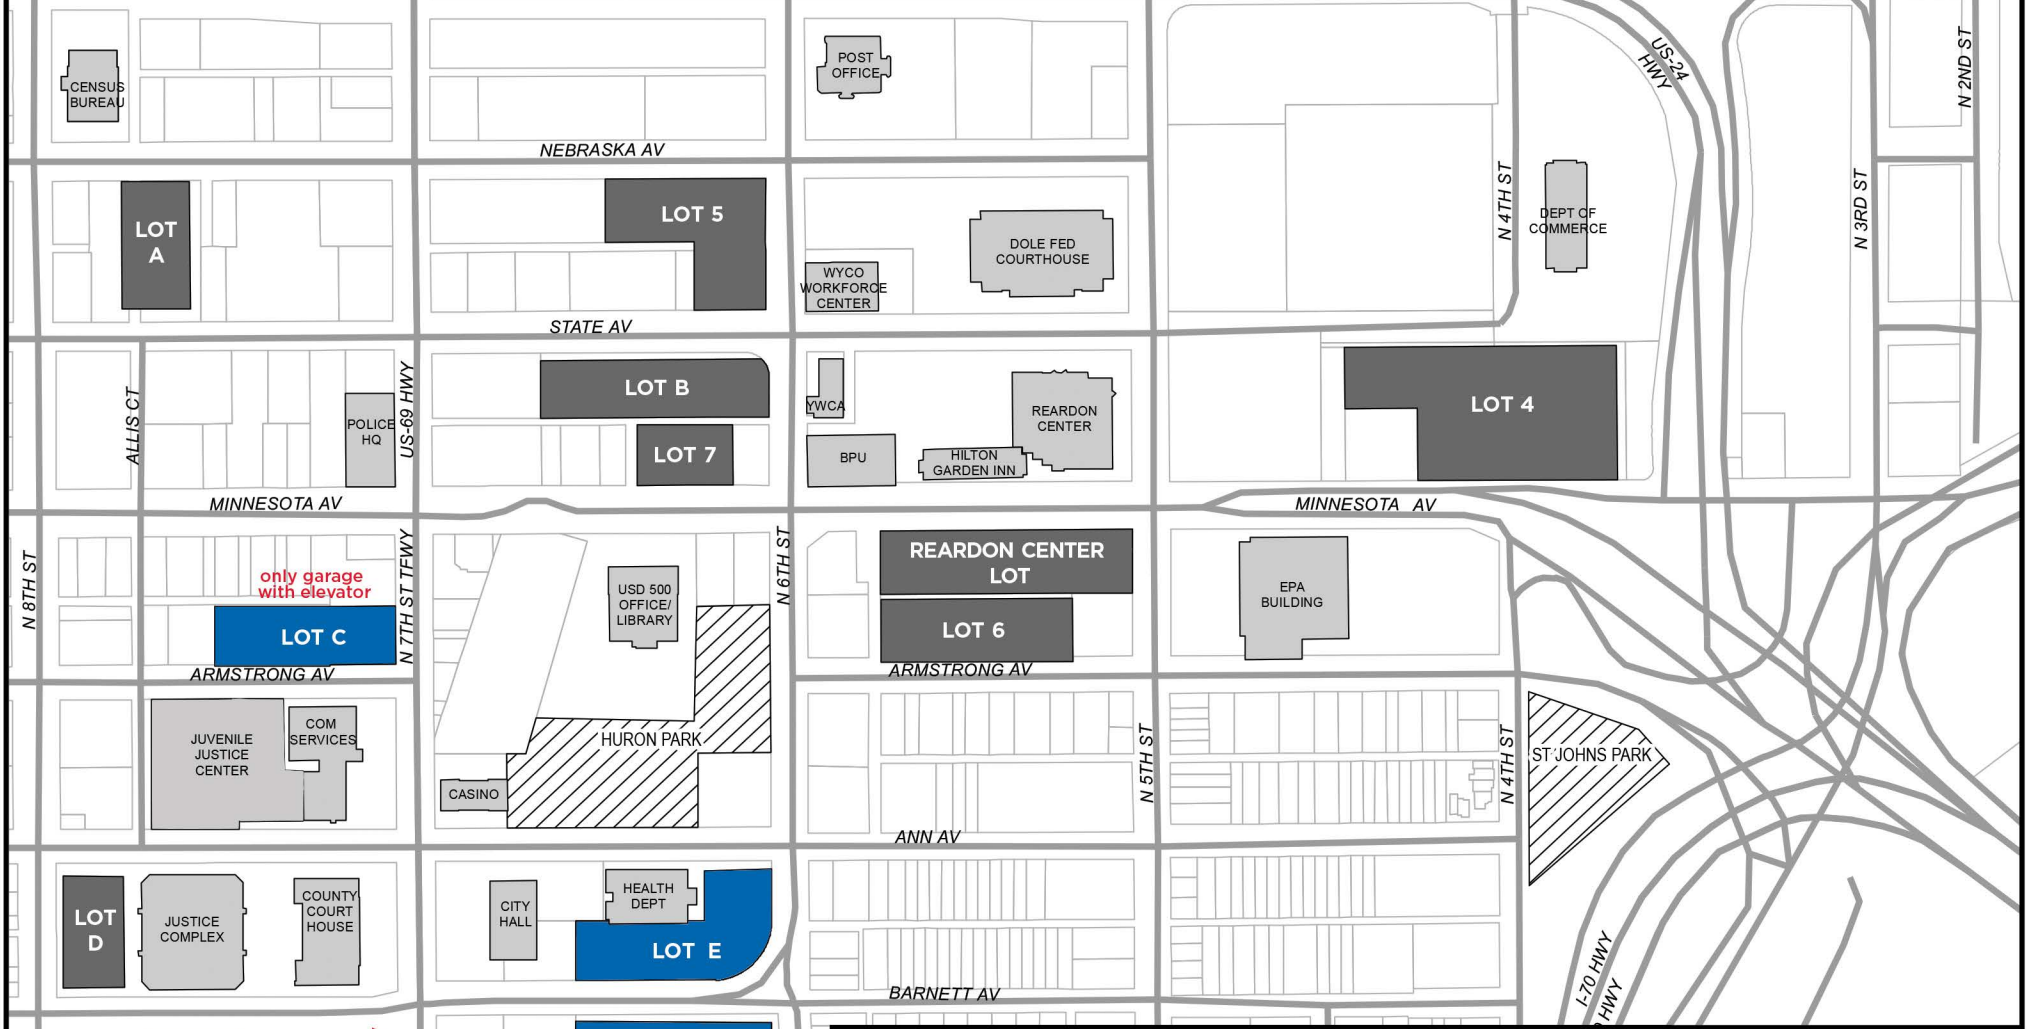 CENSUS
BUREAU
POST
OFFICE
US-24
HWY
N 2ND ST
NEBRASKA AV
LOT
A
LOT 5
DOLE FED
COURTHOUSE
WYCO
WORKFORCE
CENTER
N 4TH ST
DEPT OF
COMMERCE
N 3RD ST
STATE AV
ALLIS CT
POLICE
HQ
US-69 HWY
LOT B
LOT 7
YWCA
BPU
HILTON
GARDEN INN
REARDON
CENTER
LOT 4
MINNESOTA AV
MINNESOTA AV
N 8TH ST
only garage
with elevator
LOT C
N 7TH ST TFWY
USD 500
OFFICE/
LIBRARY
N 6TH ST
REARDON CENTER
LOT
LOT 6
EPA
BUILDING
ARMSTRONG AV
ARMSTRONG AV
JUVENILE
JUSTICE
CENTER
COM
SERVICES
HURON PARK
CASINO
N 5TH ST
N 4TH ST
ST JOHNS PARK
ANN AV
LOT
D
JUSTICE
COMPLEX
COUNTY
COURT
HOUSE
CITY
HALL
HEALTH
DEPT
LOT E
BARNETT AV
I-70 HWY
HWY